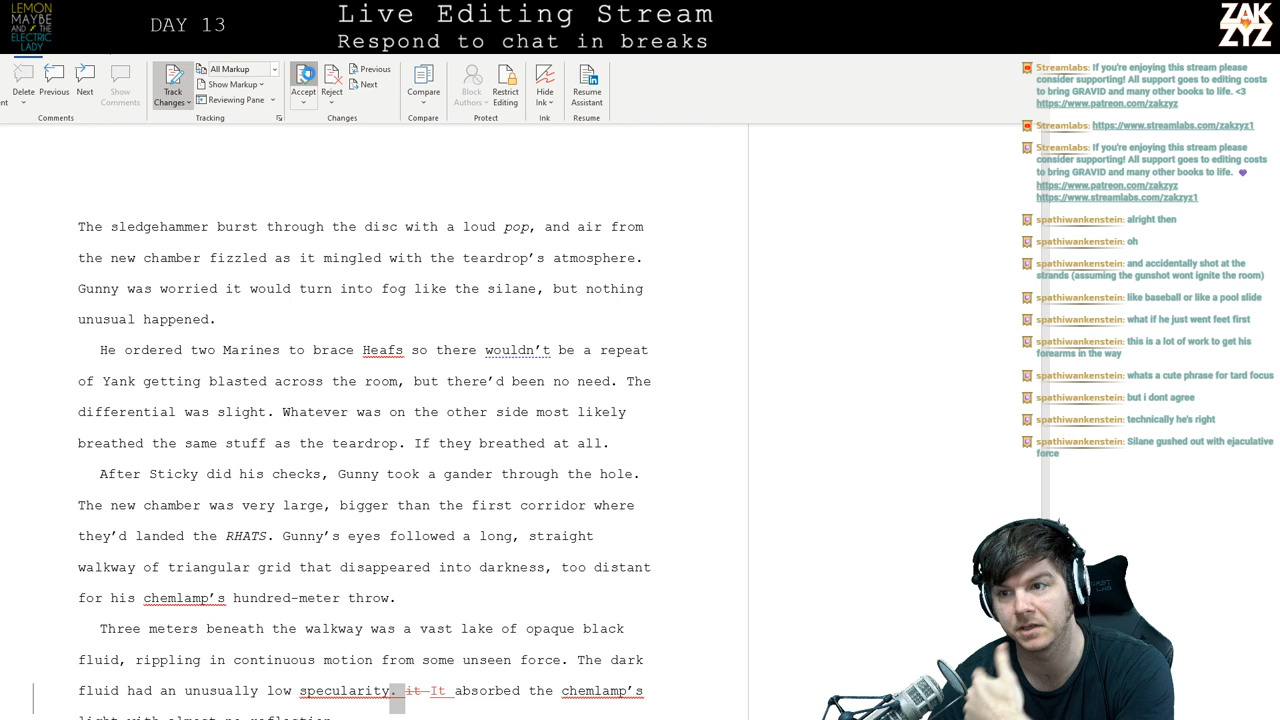 LEMON
MAYBE
AND THE
ELECTRIC
LADY
DAY 13
Live Editing Stream
Respond to chat in breaks
ZAK
ZYZ
Delete
Previous
Next
Show
Comments
Comments
Track
Changes
All Markup
Show Markup
Reviewing Pane
Tracking
Accept
Reject
Previous
Next
Changes
Compare
Compare
Block
Authors
Restrict
Editing
Protect
Hide
Ink
Ink
Resume
Assistant
Resume
The sledgehammer burst through the disc with a loud pop, and air from
the new chamber fizzled as it mingled with the teardrop's atmosphere.
Gunny was worried it would turn into fog like the silane, but nothing
unusual happened.
He ordered two Marines to brace Heafs so there wouldn't be a repeat
of Yank getting blasted across the room, but there'd been no need. The
differential was slight. Whatever was on the other side most likely
breathed the same stuff as the teardrop. If they breathed at all.
After Sticky did his checks, Gunny took a gander through the hole.
The new chamber was very large, bigger than the first corridor where
they'd landed the RHATS. Gunny's eyes followed a long, straight
walkway of triangular grid that disappeared into darkness, too distant
for his chemlamp's hundred-meter throw.
Three meters beneath the walkway was a vast lake of opaque black
fluid, rippling in continuous motion from some unseen force. The dark
fluid had an unusually low specularity. it It absorbed the chemlamp's
light with almost no reflection.
Streamlabs: If you're enjoying this stream please
consider supporting! All support goes to editing costs
to bring GRAVID and many other books to life. <3
https://www.patreon.com/zakzyz
Streamlabs: https://www.streamlabs.com/zakzyz1
Streamlabs: If you're enjoying this stream please
consider supporting! All support goes to editing costs
to bring GRAVID and many other books to life. 💜
https://www.patreon.com/zakzyz
https://www.streamlabs.com/zakzyz1
spathiwankenstein: alright then
spathiwankenstein: oh
spathiwankenstein: and accidentally shot at the
strands (assuming the gunshot wont ignite the room)
spathiwankenstein: like baseball or like a pool slide
spathiwankenstein: what if he just went feet first
spathiwankenstein: this is a lot of work to get his
forearms in the way
spathiwankenstein: whats a cute phrase for tard focus
spathiwankenstein: but i dont agree
spathiwankenstein: technically he's right
spathiwankenstein: Silane gushed out with ejaculative
force